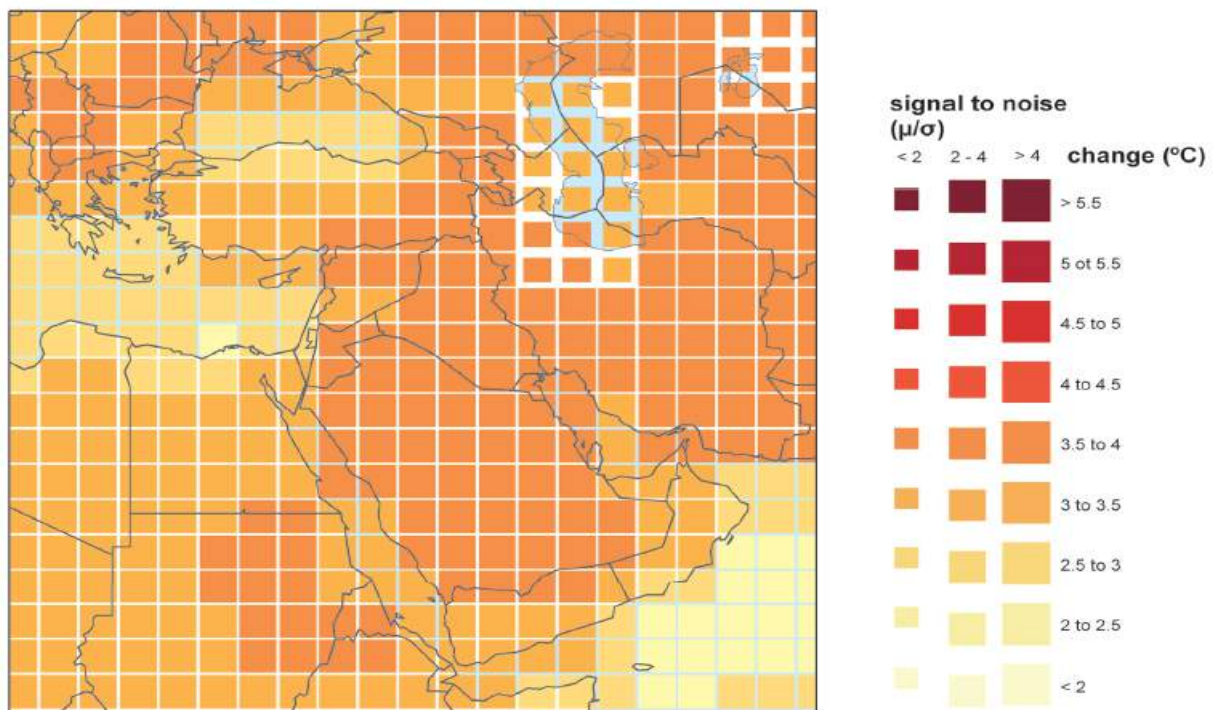 signal to noise
(μ/σ)
< 2 2 - 4 > 4 change (ºC)
> 5.5
5 ot 5.5
4.5 to 5
4 to 4.5
3.5 to 4
3 to 3.5
2.5 to 3
2 to 2.5
< 2